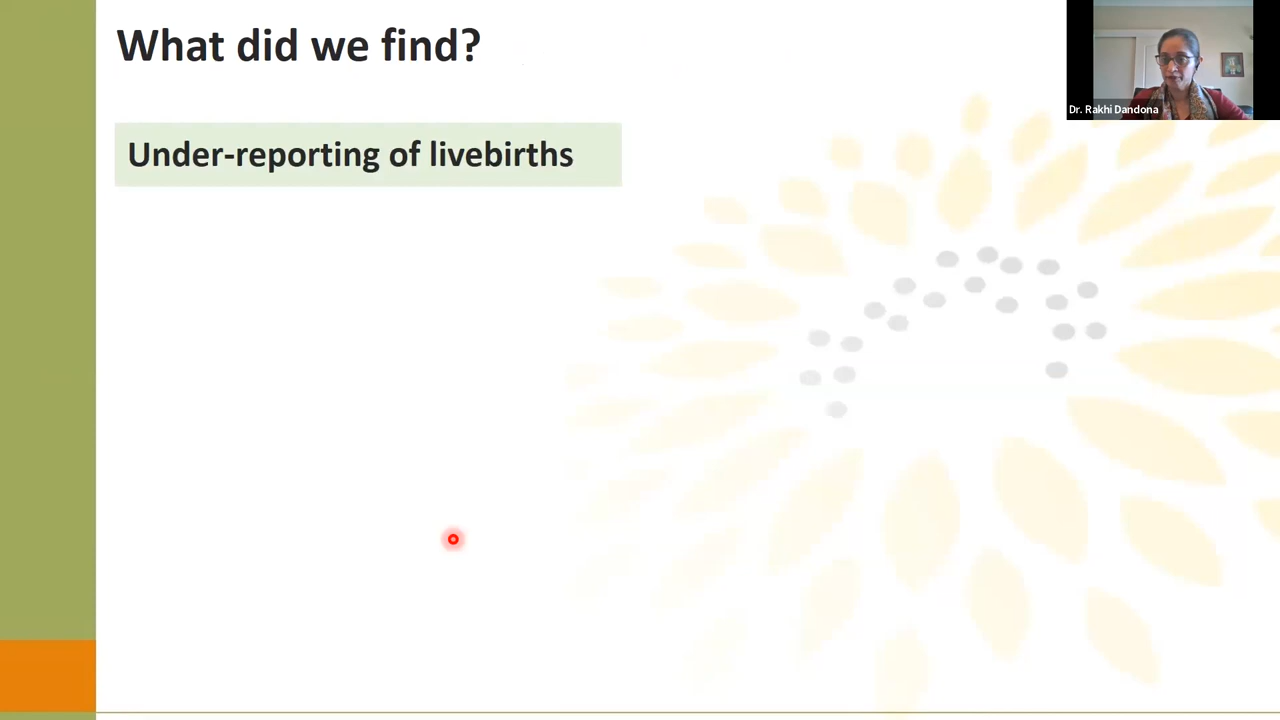 What did we find?
Dr. Rakhi Dandona
Under-reporting of livebirths